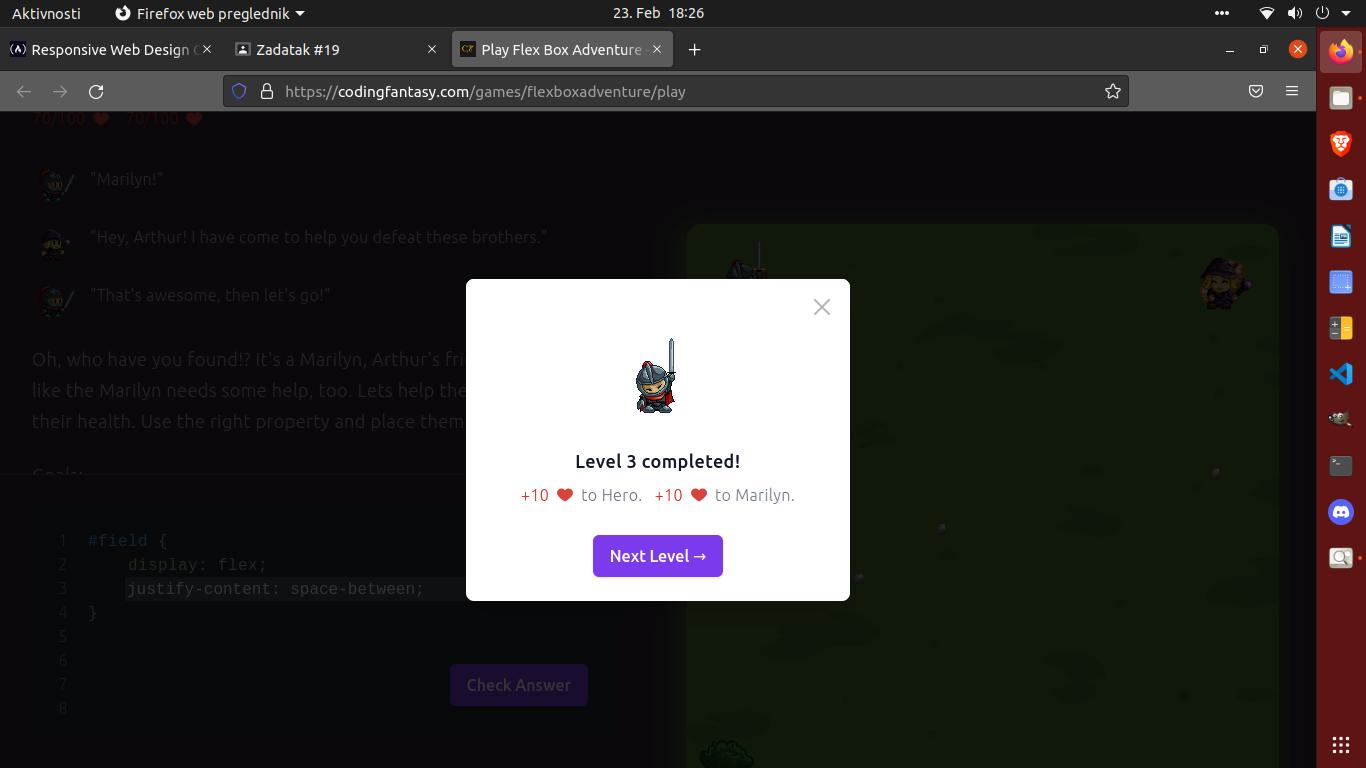 Aktivnosti
Firefox web preglednik
23. Feb 18:26
Responsive Web Design
Zadatak #19
Play Flex Box Adventure
https://codingfantasy.com/games/flexboxadventure/play
70/100 70/100
"Marilyn!"
"Hey, Arthur! I have come to help you defeat these brothers."
"That's awesome, then let's go!"
Oh, who have you found!? It's a Marilyn, Arthur's
like the Marilyn needs some help, too. Lets help
their health. Use the right property and place them
Goals:
Level 3 completed!
+10 to Hero. +10 to Marilyn.
Next Level →
1 #field {
2 display: flex;
3 justify-content: space-between;
4 }
5
6
7
8
Check Answer